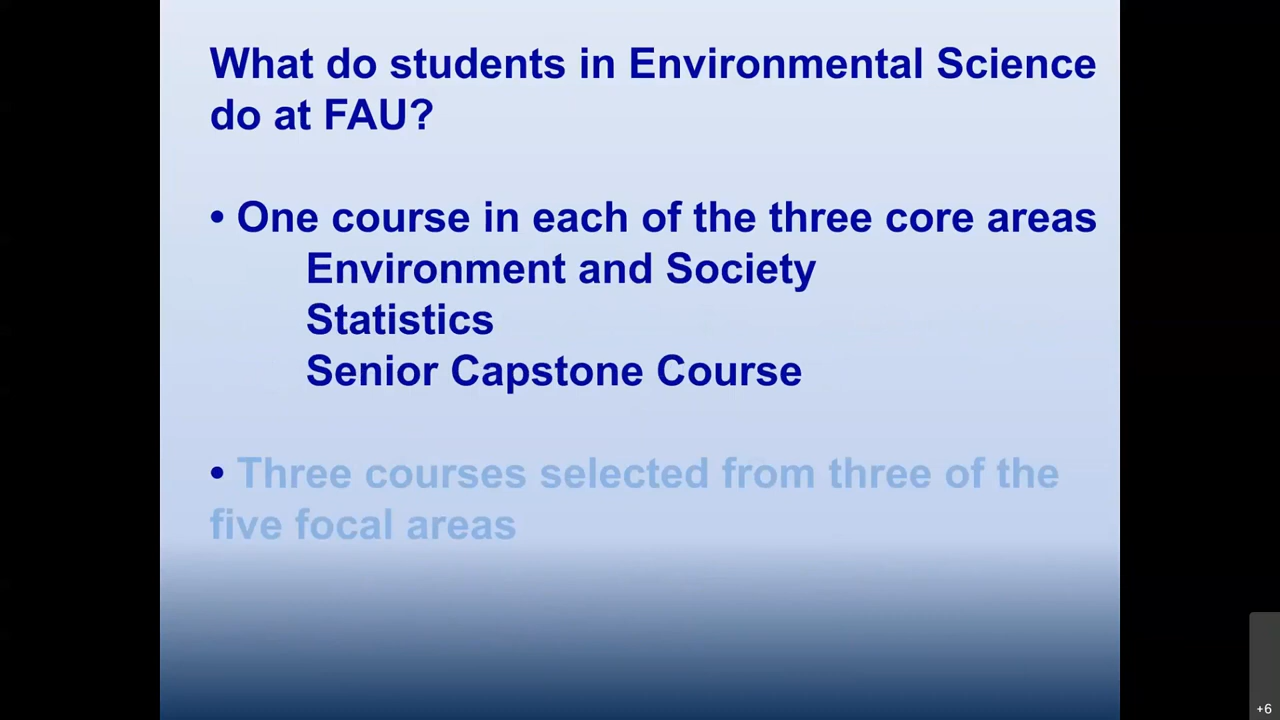 What do students in Environmental Science
do at FAU?
• One course in each of the three core areas
Environment and Society
Statistics
Senior Capstone Course
• Three courses selected from three of the
five focal areas
+6